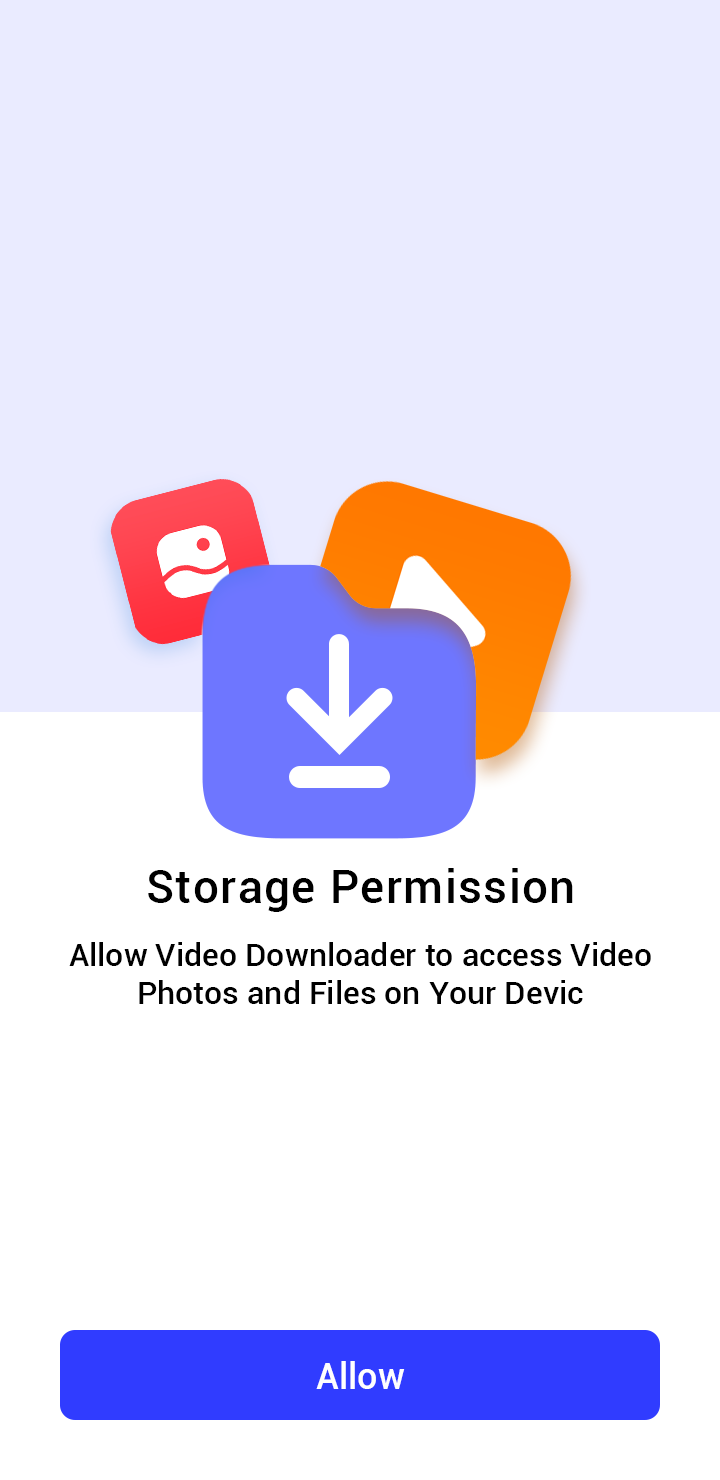 Storage Permission
Allow Video Downloader to access Video
Photos and Files on Your Devic
Allow